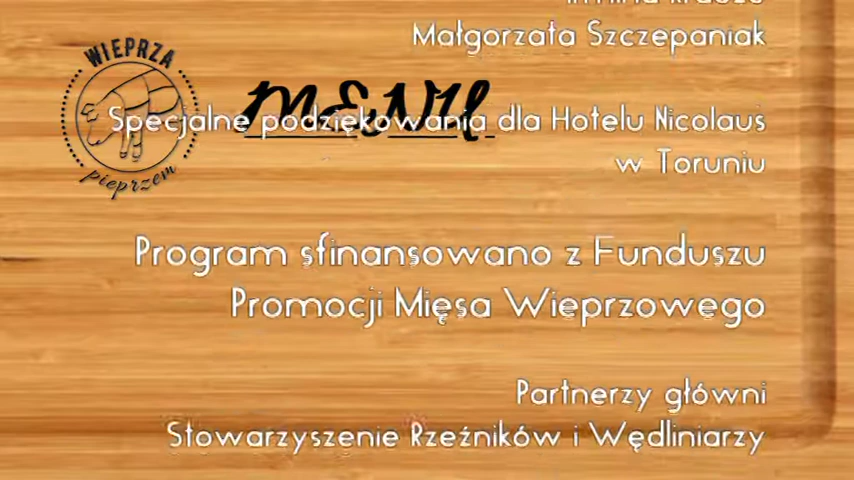 Małgorzata Szczepaniak
WIEPRZA
pieprzem
MENU
Specjalne podziękowania dla Hotelu Nicolaus
w Toruniu
Program sfinansowano z Funduszu
Promocji Mięsa Wieprzowego
Partnerzy główni
Stowarzyszenie Rzeźników i Wędliniarzy